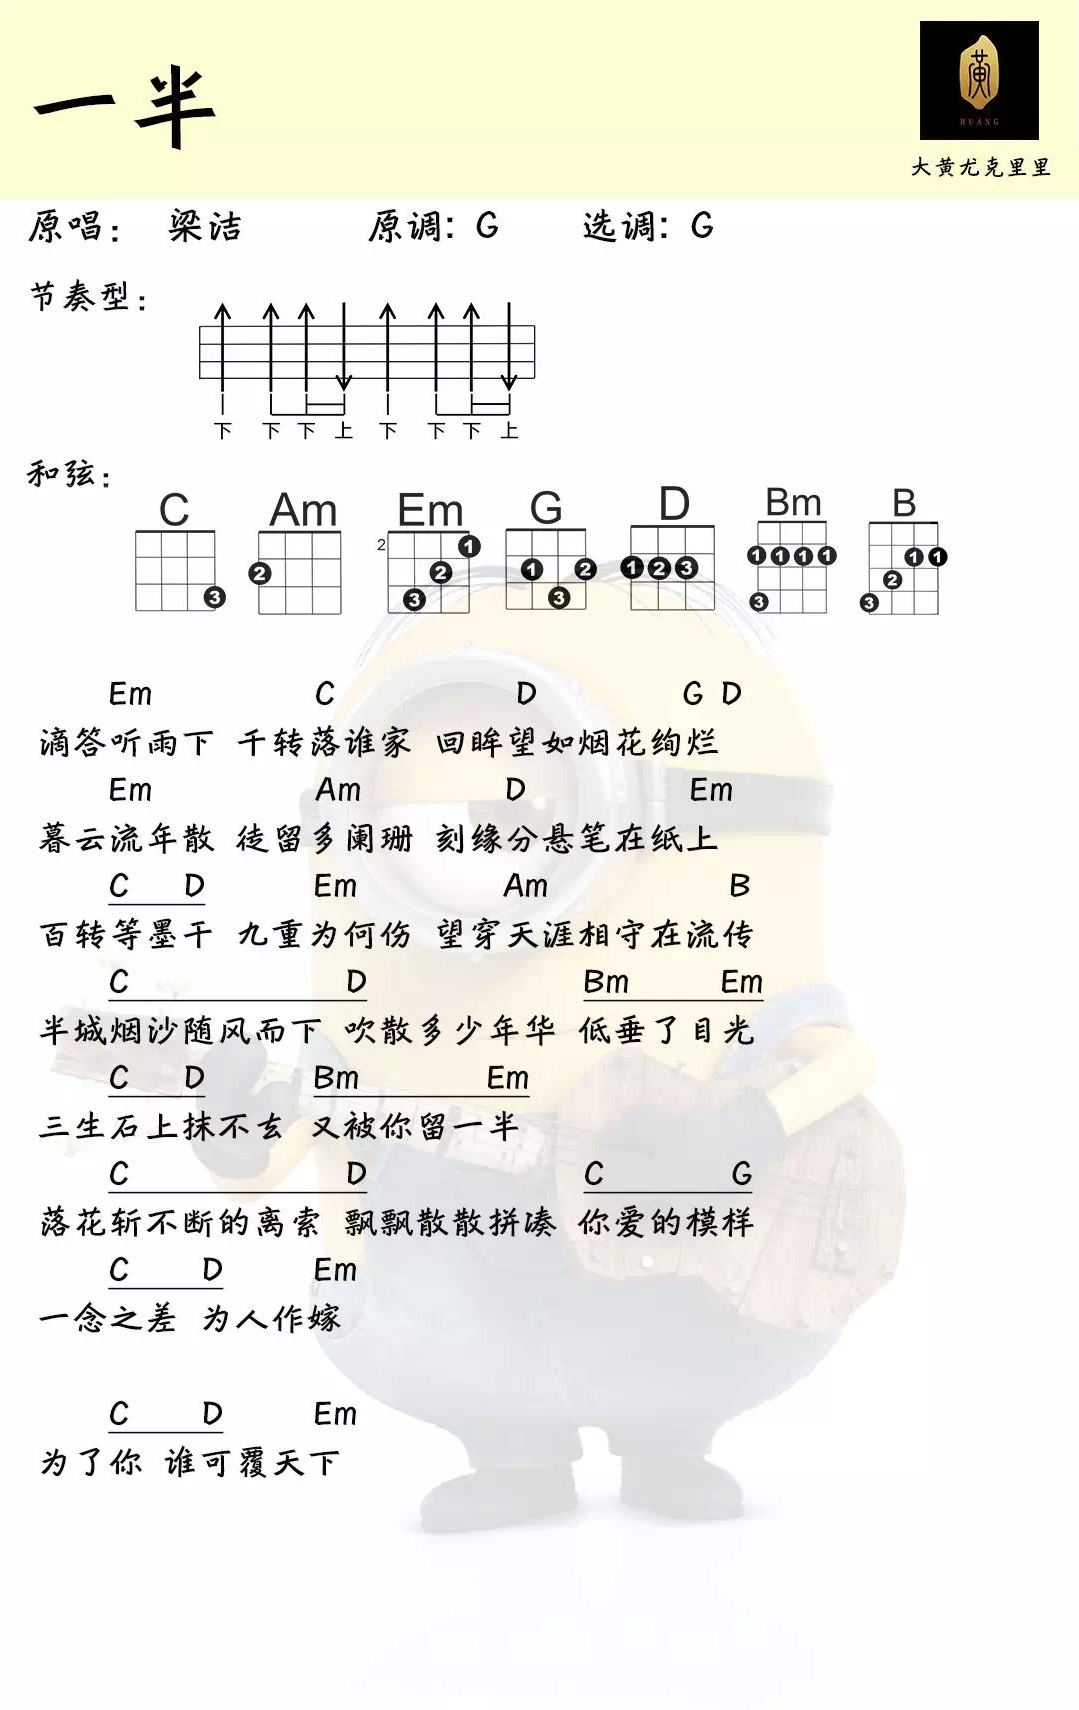 一半
黄
HUANG
大黄尤克里里
原唱： 梁洁 原调: G 选调: G
节奏型：
下 下 下 上 下 下 下 上
和弦：
C Am Em G D Bm B
2
Em C D G D
滴答听雨下 千转落谁家 回眸望如烟花绚烂
Em Am D Em
暮云流年散 徒留多阑珊 刻缘分悬笔在纸上
C D Em Am B
百转等墨干 九重为何伤 望穿天涯相守在流传
C D Bm Em
半城烟沙随风而下 吹散多少年华 低垂了目光
C D Bm Em
三生石上抹不去 又被你留一半
C D C G
落花斩不断的离索 飘飘散散拼凑 你爱的模样
C D Em
一念之差 为人作嫁
C D Em
为了你 谁可覆天下